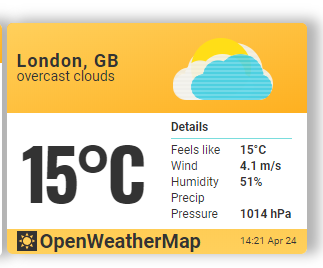 London, GB
overcast clouds
15°C
Details
Feels like 15°C
Wind 4.1 m/s
Humidity 51%
Precip
Pressure 1014 hPa
OpenWeatherMap 14:21 Apr 24